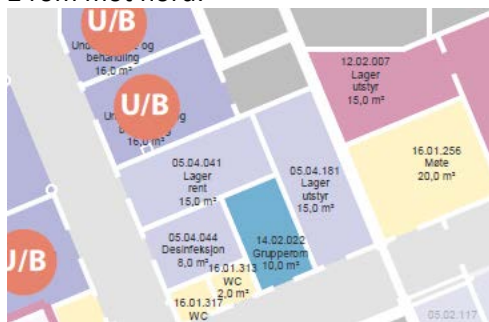 U/B
behandling
16,0 m²
U/B
16,0 m²
12.02.007
Lager
utstyr
15,0 m²
16.01.256
Møte
20,0 m²
05.04.041
Lager
rent
15,0 m²
05.04.181
Lager
utstyr
15,0 m²
05.04.044
Desinfeksjon
8,0 m²
14.02.022
Grupperom
10,0 m²
U/B
16.01.313
WC
2,0 m²
16.01.317
WC
05.02.117